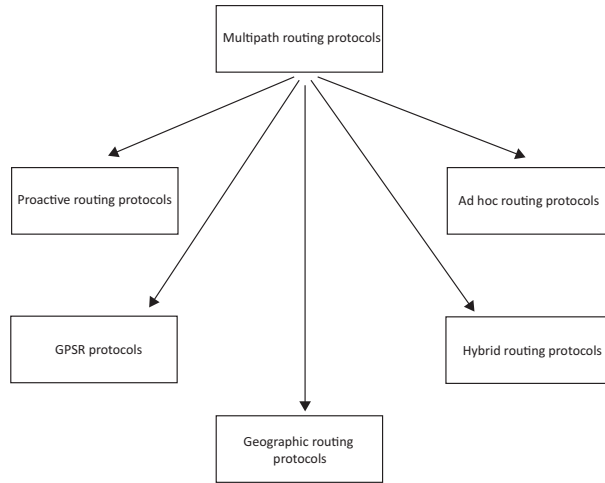 Multipath routing protocols
Proactive routing protocols
Ad hoc routing protocols
GPSR protocols
Hybrid routing protocols
Geographic routing
protocols